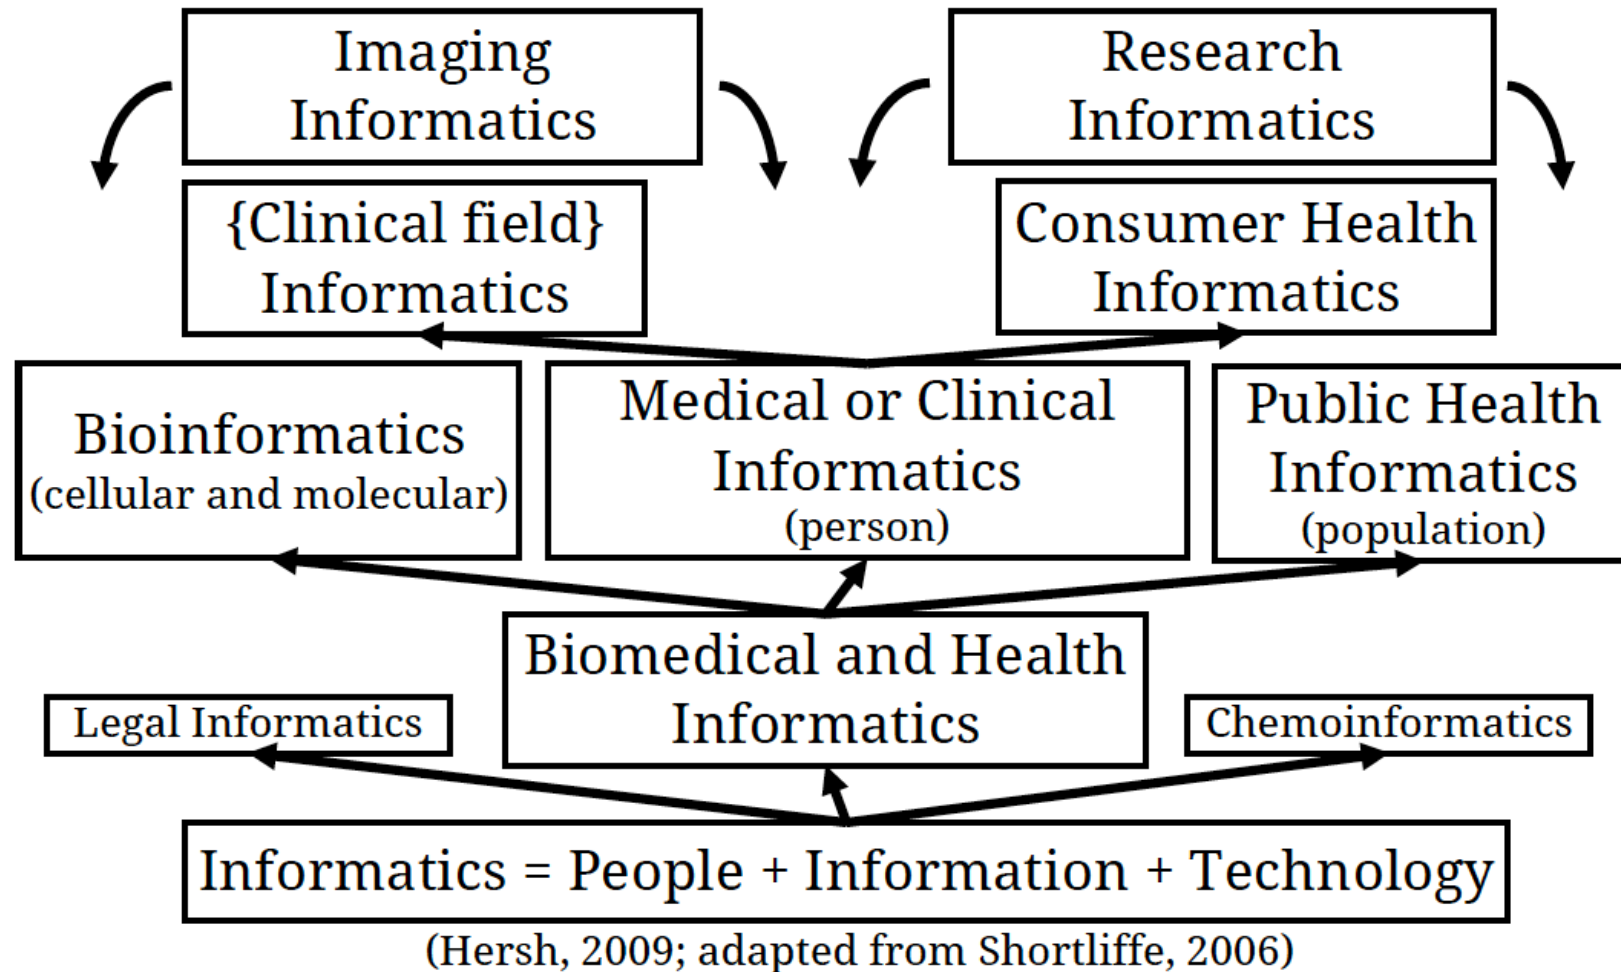 Imaging
Informatics
Research
Informatics
{Clinical field}
Informatics
Consumer Health
Informatics
Bioinformatics
(cellular and molecular)
Medical or Clinical
Informatics
(person)
Public Health
Informatics
(population)
Legal Informatics
Biomedical and Health
Informatics
Chemoinformatics
Informatics = People + Information + Technology
(Hersh, 2009; adapted from Shortliffe, 2006)